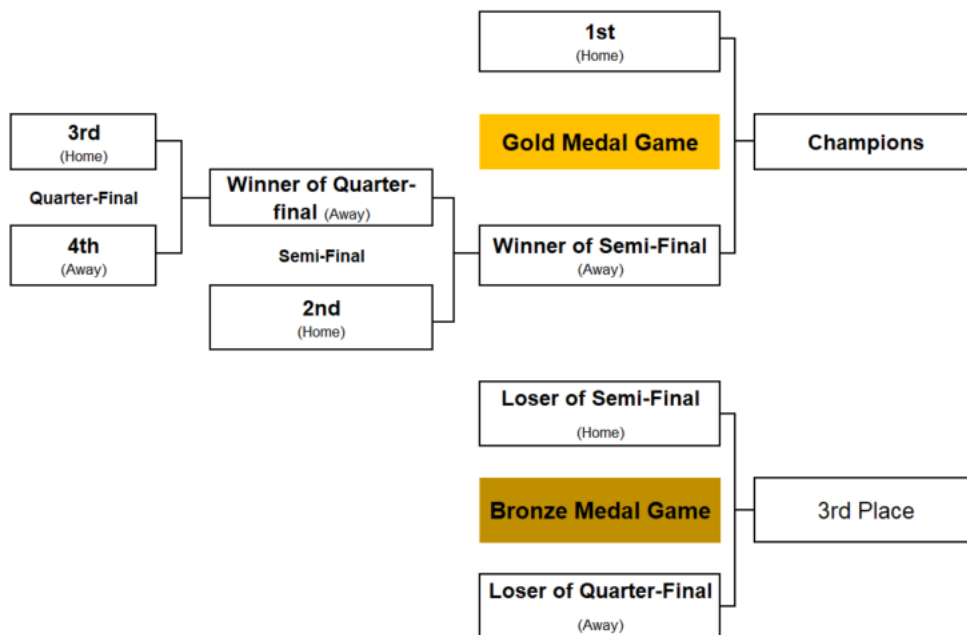 1st
(Home)
3rd
(Home)
Gold Medal Game
Champions
Quarter-Final
Winner of Quarter-
final (Away)
4th
(Away)
Semi-Final
Winner of Semi-Final
(Away)
2nd
(Home)
Loser of Semi-Final
(Home)
Bronze Medal Game
3rd Place
Loser of Quarter-Final
(Away)